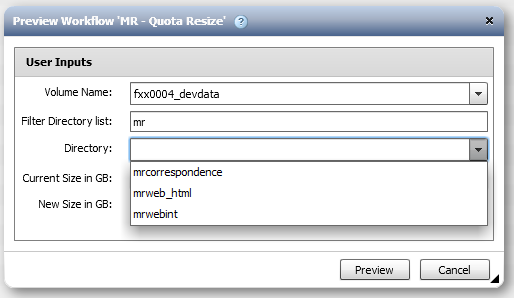 Preview Workflow 'MR - Quota Resize' ?
User Inputs
Volume Name: fxx0004_devdata
Filter Directory list: mr
Directory:
mrcorrespondence
Current Size in GB:
mrweb_html
New Size in GB:
mrwebint
Preview Cancel